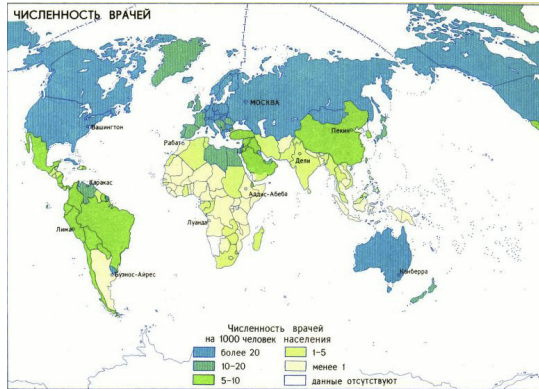 ЧИСЛЕННОСТЬ ВРАЧЕЙ
МОСКВА
Вашингтон
Пекин
Рабат
Дели
Каракас
Аддис-Абеба
Лима
Луанда
Буэнос-Айрес
Канберра
Численность врачей
на 1000 человек населения
более 20
10-20
5-10
1-5
менее 1
данные отсутствуют